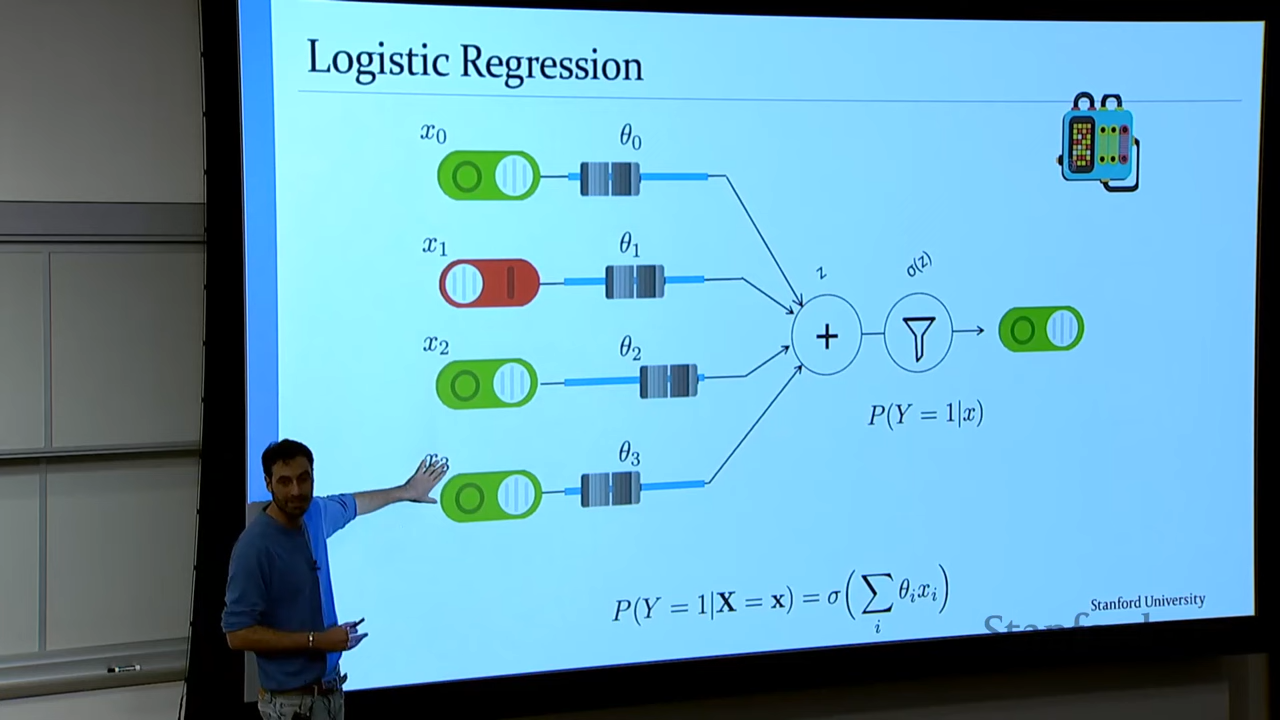 Logistic Regression
x₀
θ₀
x₁
θ₁
z
σ(z)
x₂
θ₂
+
P(Y = 1|x)
θ₃
P(Y = 1|X = x) = σ(∑ᵢ θᵢxᵢ)
Stanford University